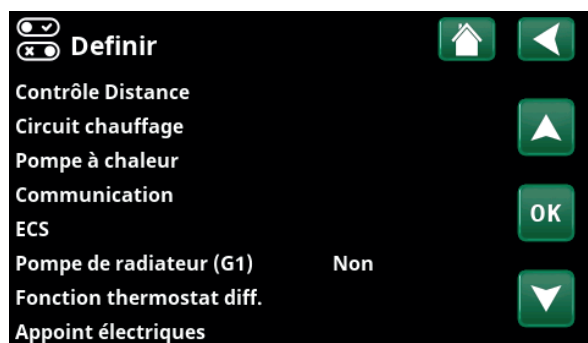 Definir
Contrôle Distance
Circuit chauffage
Pompe à chaleur
Communication
OK
ECS
Pompe de radiateur (G1) Non
Fonction thermostat diff.
Appoint électriques